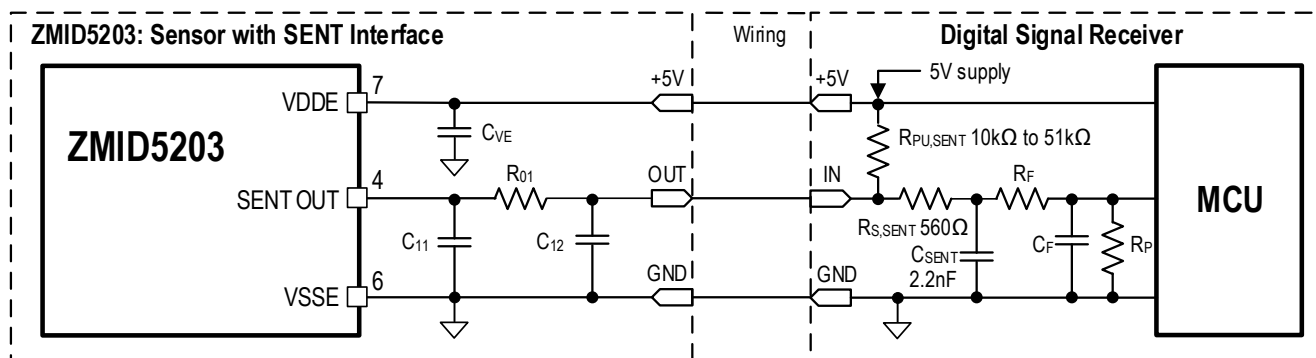 ZMID5203: Sensor with SENT Interface
Wiring
Digital Signal Receiver
ZMID5203
VDDE
7
CVE
+5V
+5V
5V supply
RPU,SENT 10kΩ to 51kΩ
SENT OUT
4
R01
C11
C12
OUT
IN
RS,SENT 560Ω
RF
CSENT
2.2nF
CF
RP
MCU
VSSE
6
GND
GND